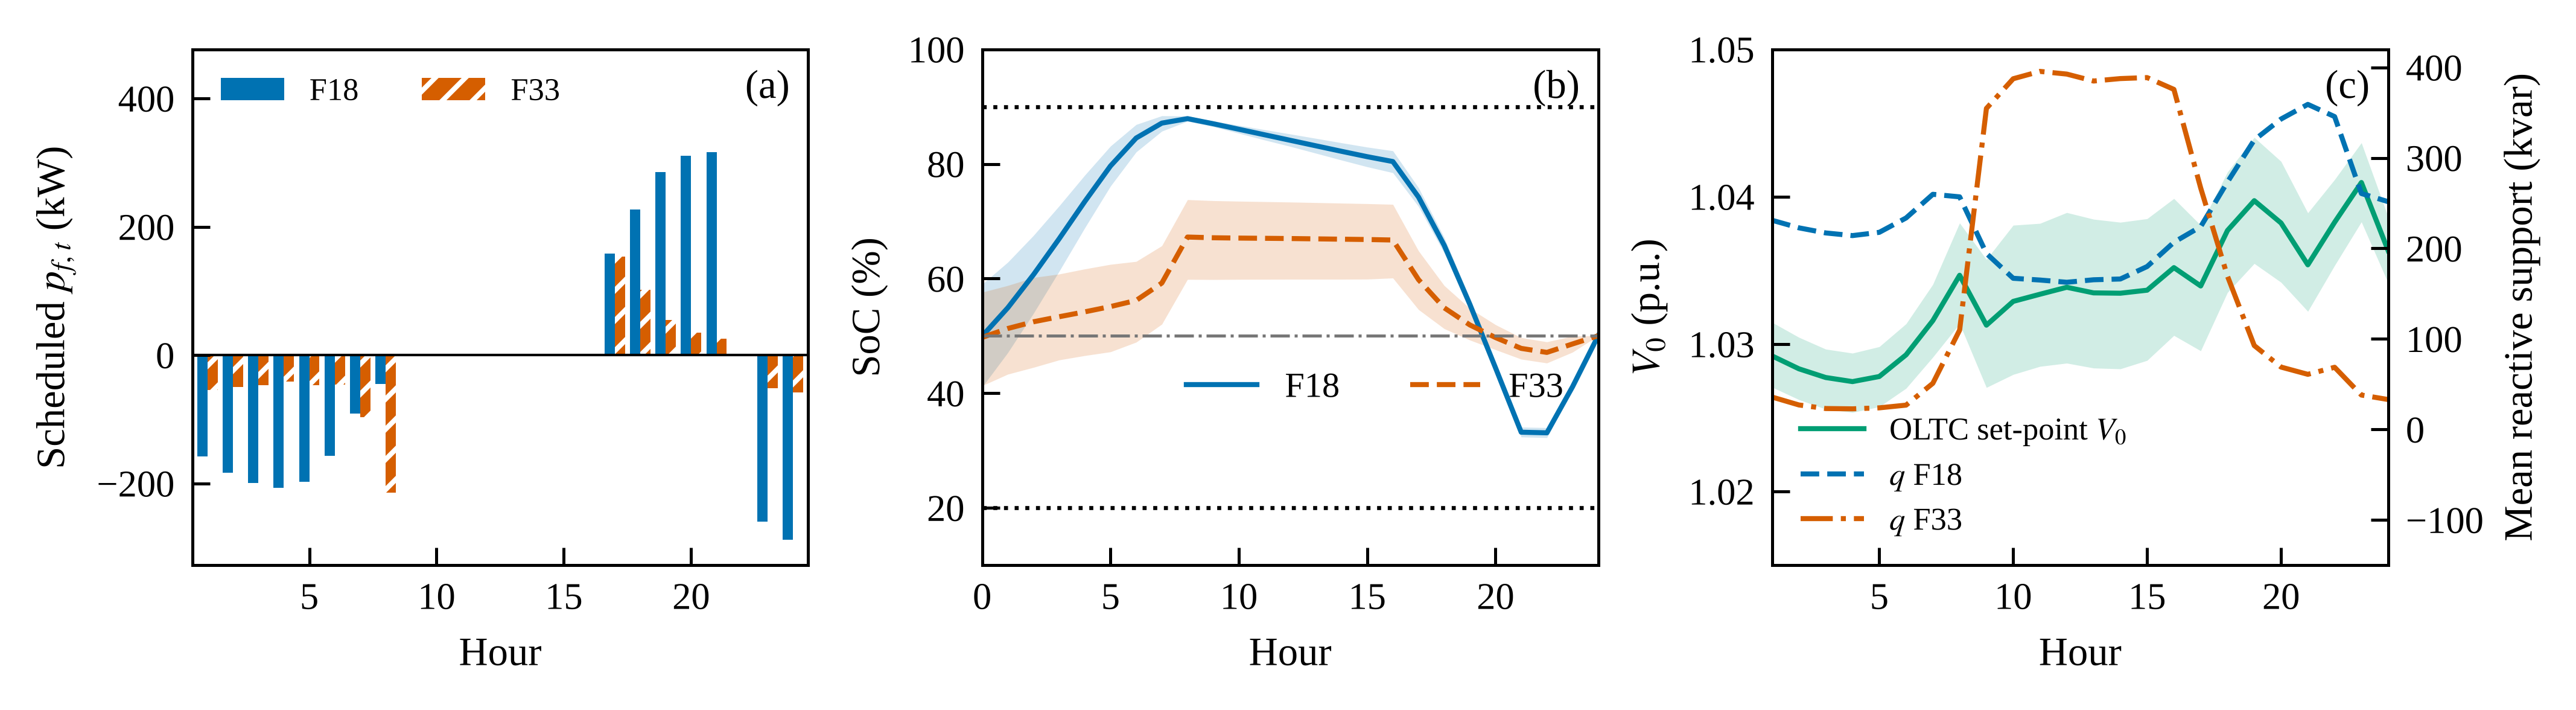 F18 F33 (a)
400
200
0
−200
5 10 15 20
Hour
Scheduled p_{f, t} (kW)
(b)
100
80
60
40
20
F18 F33
0 5 10 15 20
Hour
SoC (%)
(c)
1.05
1.04
1.03
1.02
OLTC set-point V₀
q F18
q F33
5 10 15 20
Hour
V₀ (p.u.)
400
300
200
100
0
−100
Mean reactive support (kvar)